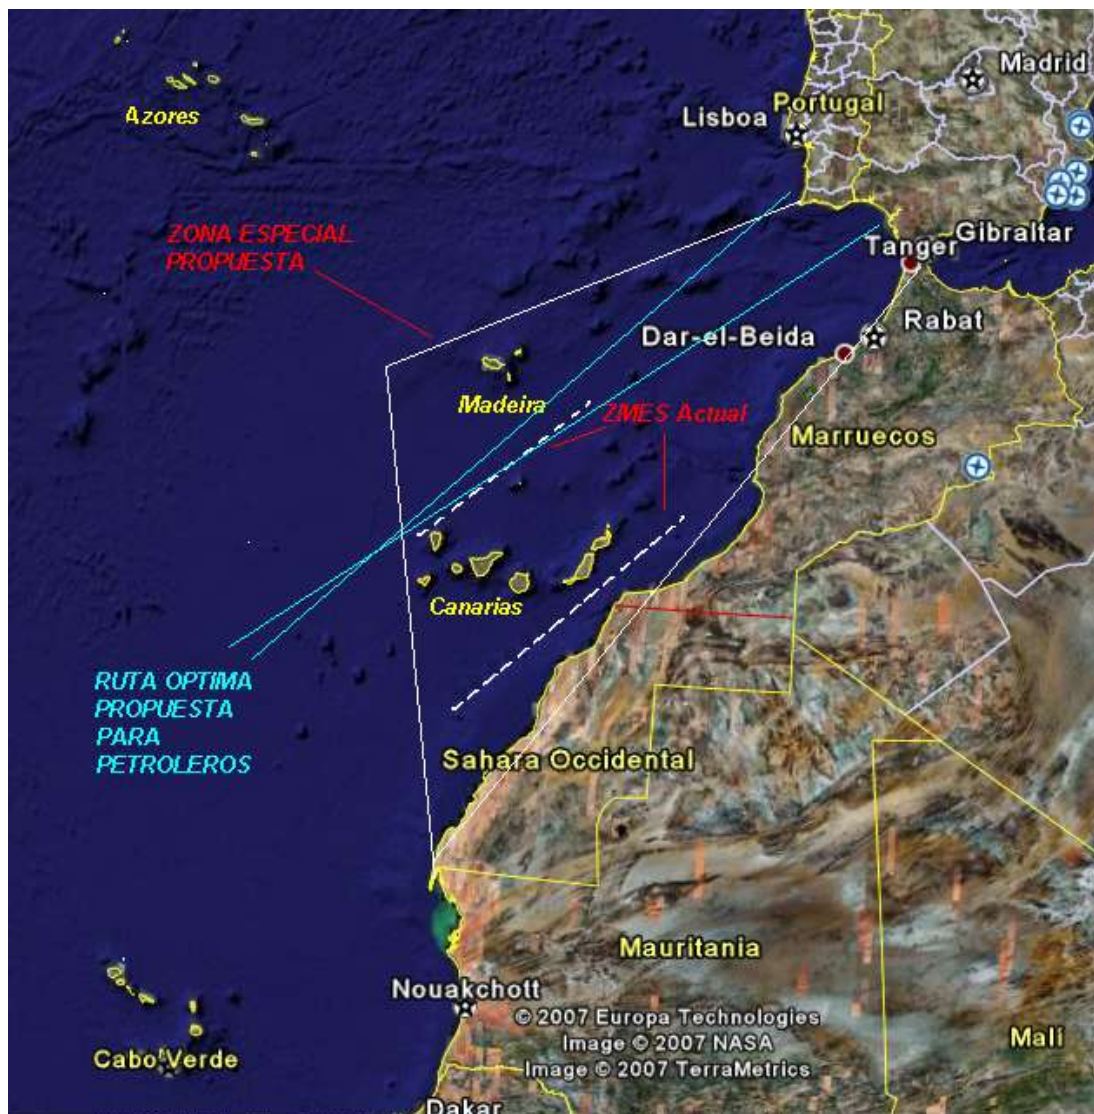 Madrid
Azores
Portugal
Lisboa
ZONA ESPECIAL
PROPUESTA
Gibraltar
Tanger
Rabat
Dar-el-Beida
Madeira
ZMES Actual
Marruecos
Canarias
RUTA OPTIMA
PROPUESTA
PARA
PETROLEROS
Sahara Occidental
Mauritania
Nouakchott
© 2007 Europa Technologies
Image © 2007 NASA
Image © 2007 TerraMetrics
Malí
Cabo Verde
Dakar